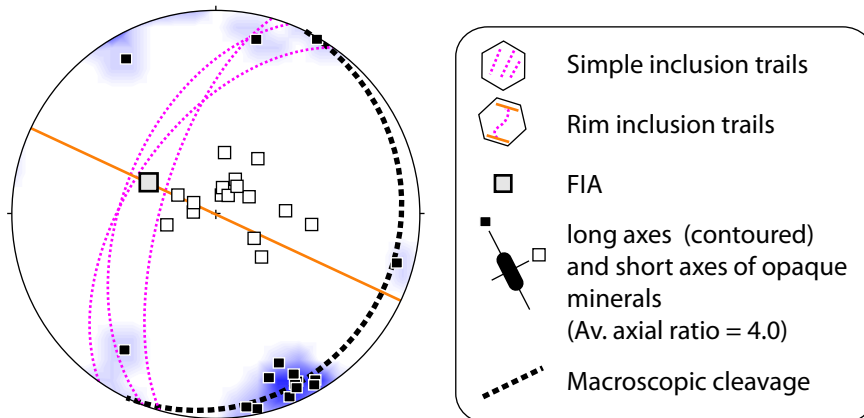 Simple inclusion trails
Rim inclusion trails
FIA
long axes (contoured)
and short axes of opaque
minerals
(Av. axial ratio = 4.0)
Macroscopic cleavage